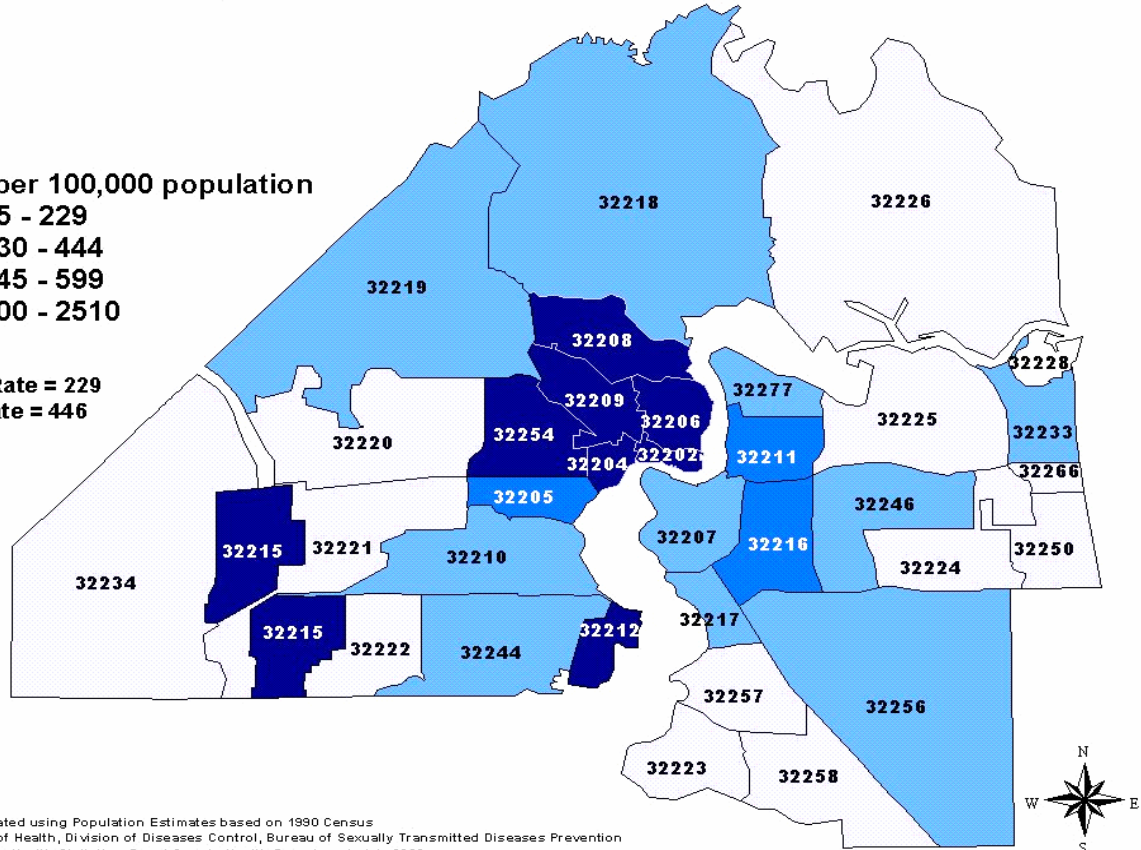 per 100,000 population
5 - 229
30 - 444
45 - 599
00 - 2510
Rate = 229
te = 446
32218
32226
32219
32208
32228
32277
32209
32206
32225
32254
32233
32220
32204
32202
32211
32266
32205
32246
32207
32216
32215
32221
32210
32250
32224
32234
32217
32215
32212
32222
32244
32257
32256
32223
32258
N
W
E
S
ated using Population Estimates based on 1990 Census
of Health, Division of Diseases Control, Bureau of Sexually Transmitted Diseases Prevention